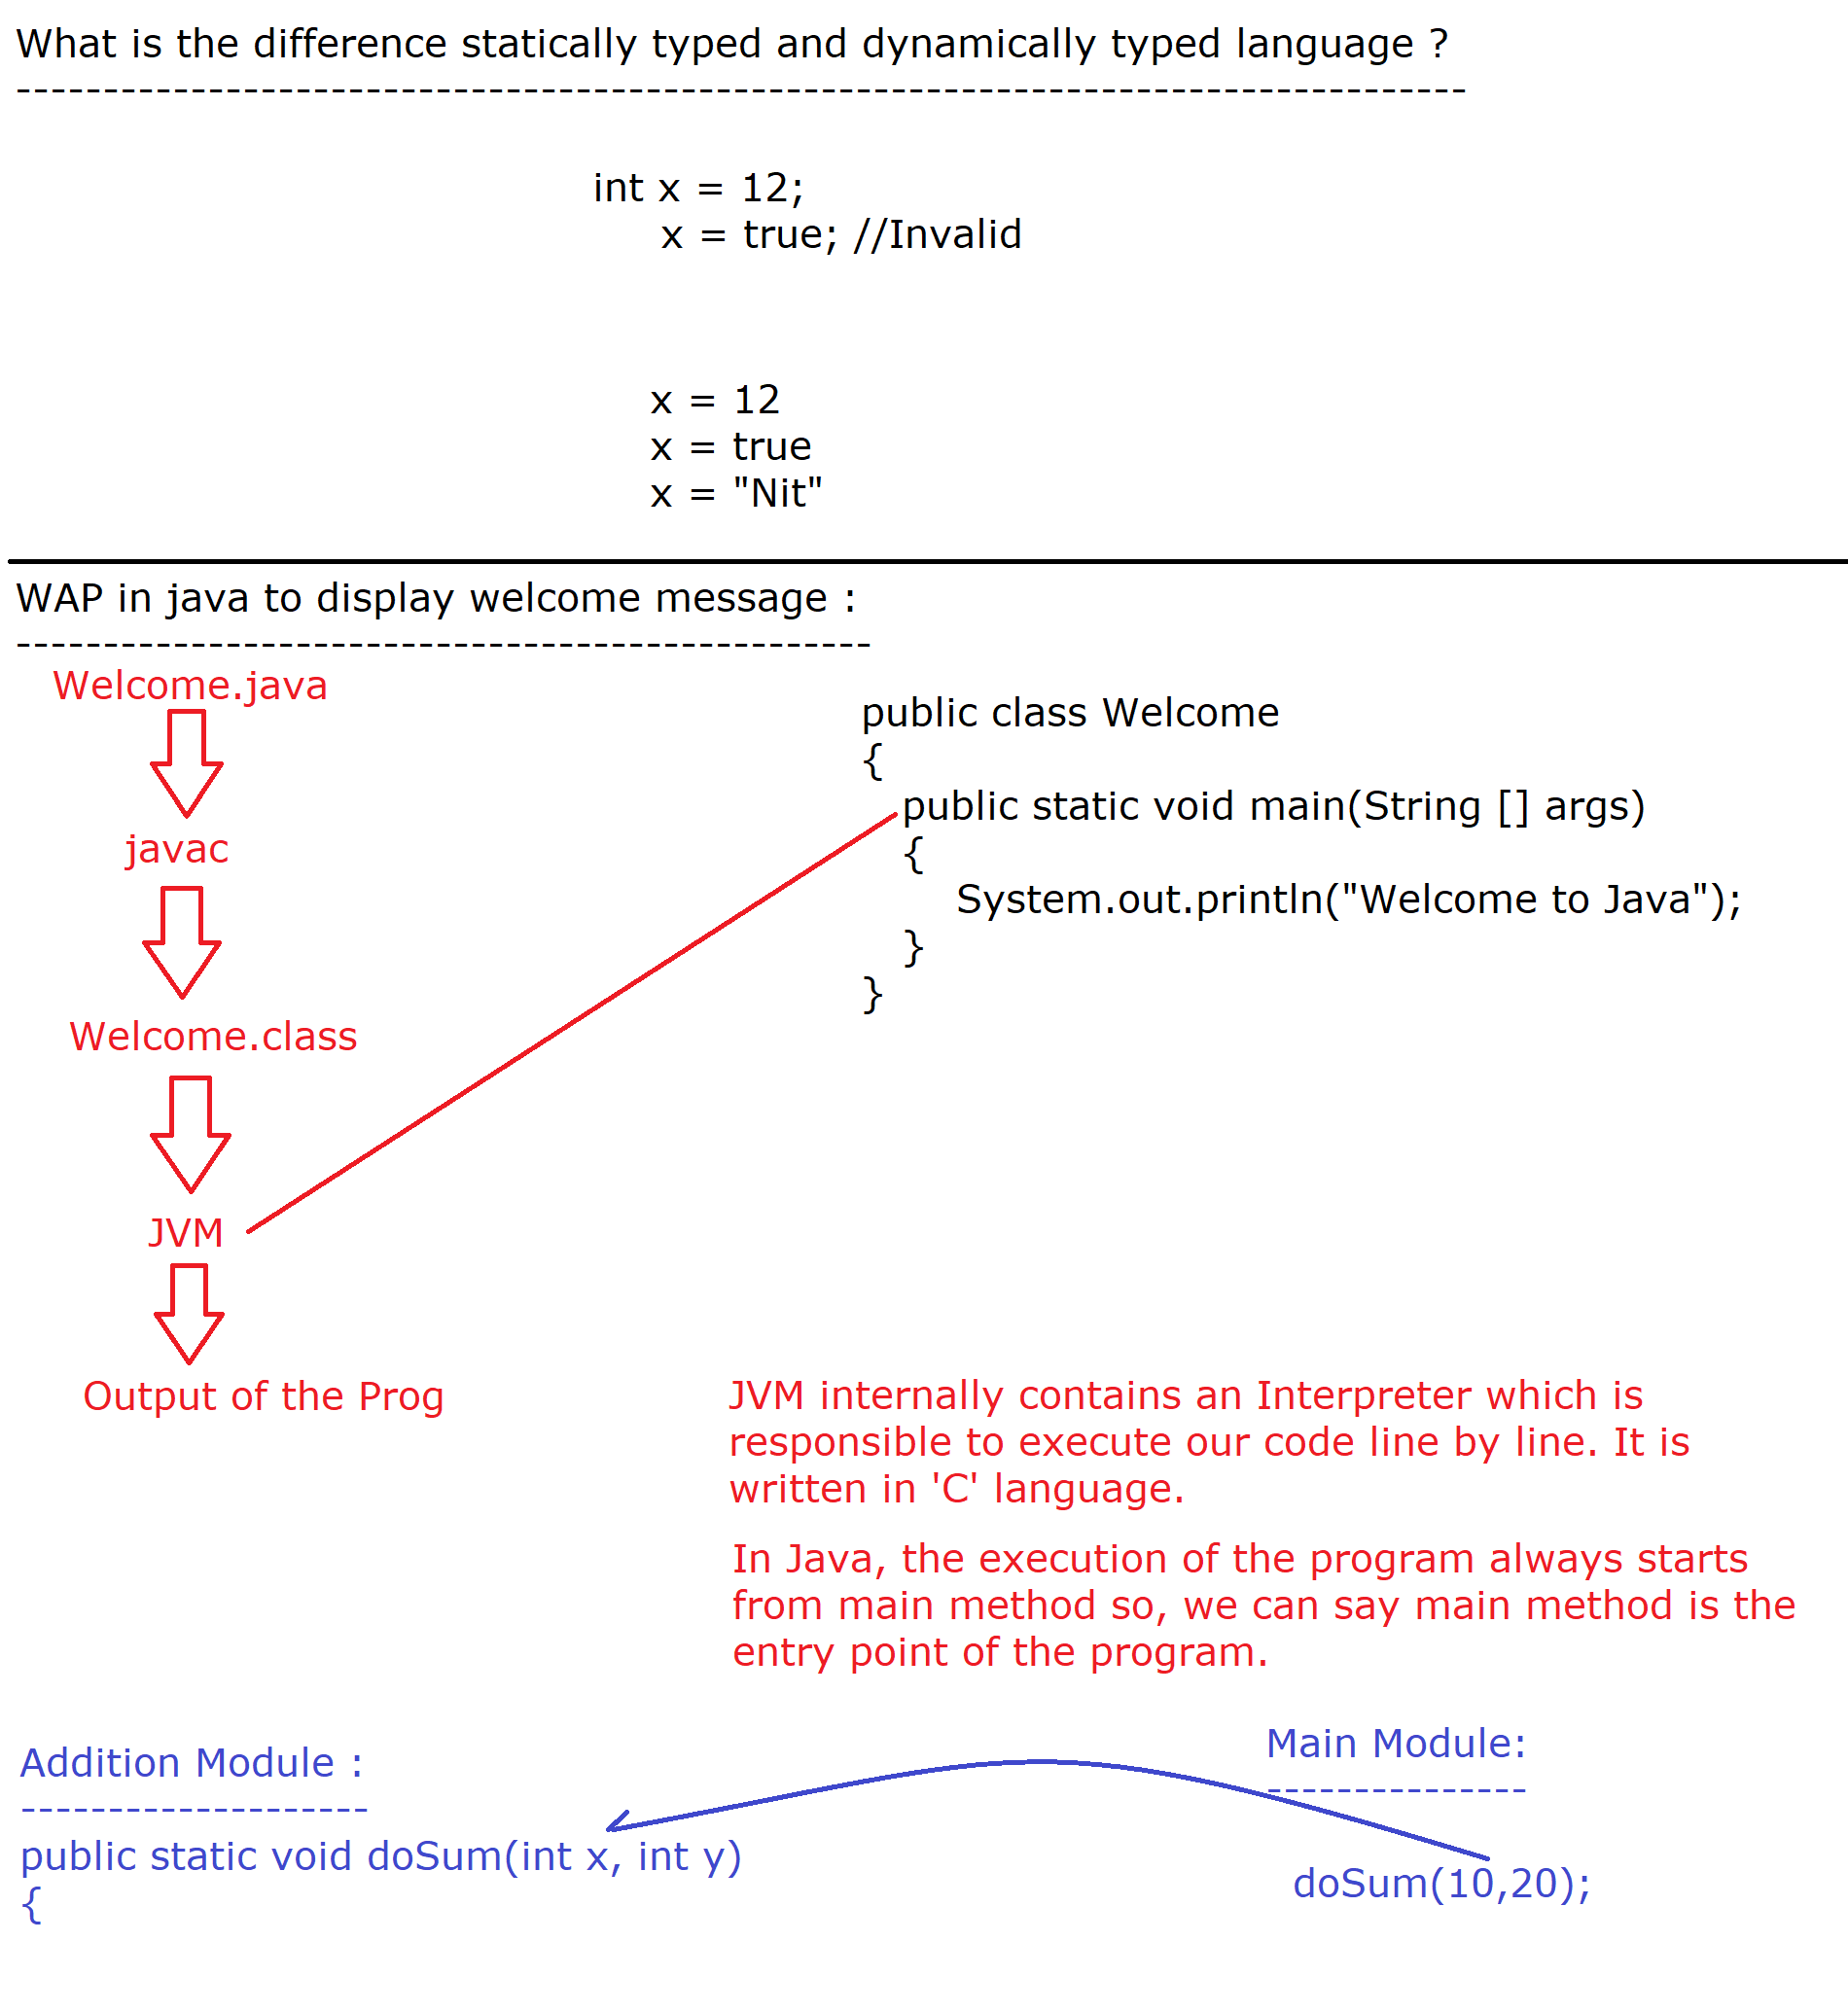 What is the difference statically typed and dynamically typed language ?
-----------------------------------------------------------------------------------
int x = 12;
x = true; //Invalid
x = 12
x = true
x = "Nit"
WAP in java to display welcome message :
-------------------------------------------------
Welcome.java
javac
Welcome.class
JVM
Output of the Prog
public class Welcome
{
public static void main(String [] args)
{
System.out.println("Welcome to Java");
}
}
JVM internally contains an Interpreter which is
responsible to execute our code line by line. It is
written in 'C' language.
In Java, the execution of the program always starts
from main method so, we can say main method is the
entry point of the program.
Addition Module :
--------------------
public static void doSum(int x, int y)
{
Main Module:
---------------
doSum(10,20);